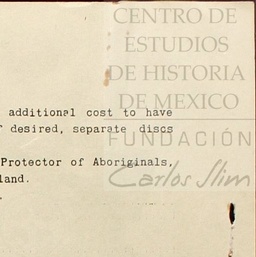 CENTRO DE
ESTUDIOS
DE HISTORIA
DE MEXICO
FUNDACIÓN
Carlos Slim
additional cost to have
desired, separate discs
Protector of Aboriginals,
land.